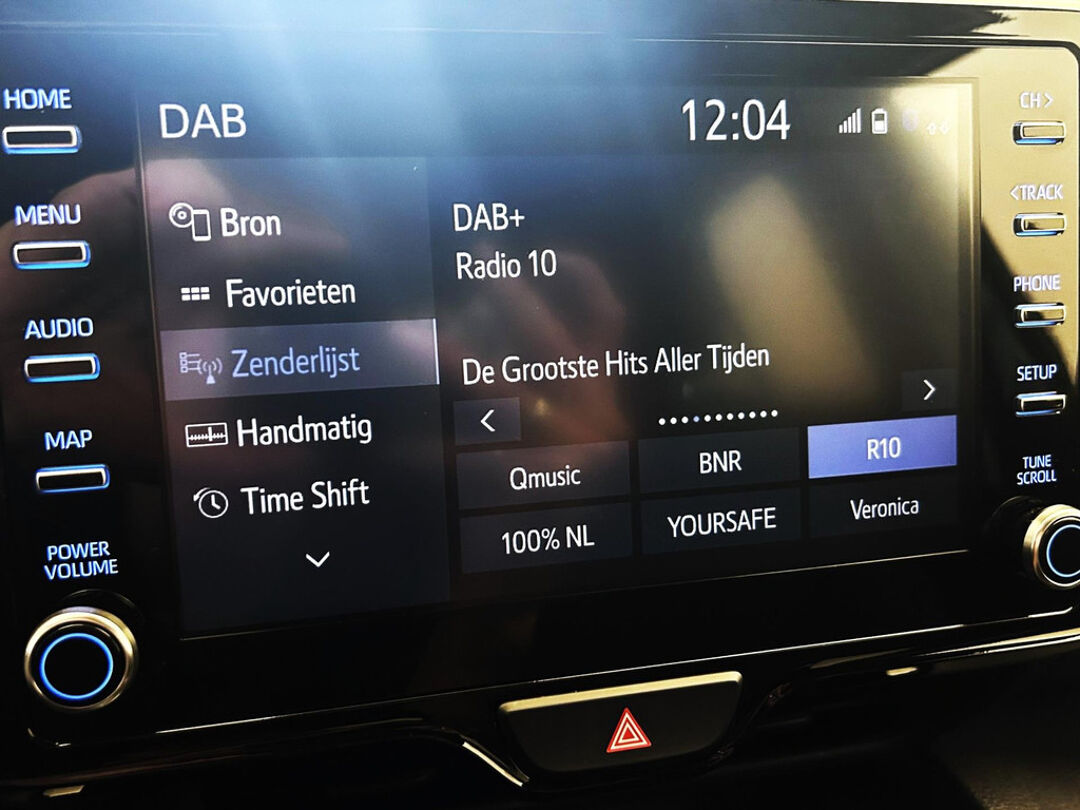 HOME
MENU
AUDIO
MAP
POWER
VOLUME
DAB
12:04
Bron
Favorieten
Zenderlijst
Handmatig
Time Shift
DAB+
Radio 10
De Grootste Hits Aller Tijden
Qmusic
BNR
R10
100% NL
YOURSAFE
Veronica
CH>
<TRACK
PHONE
SETUP
TUNE
SCROLL